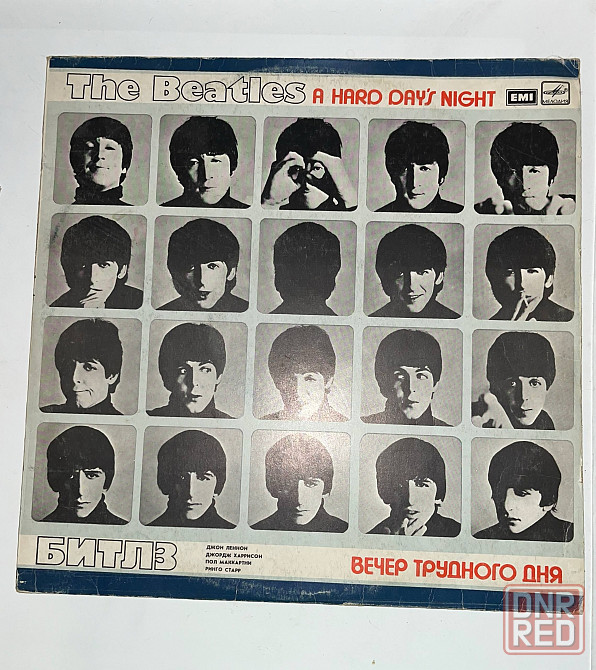 The Beatles A HARD DAY'S NIGHT EMI МЕЛОДИЯ
БИТЛЗ
ДЖОН ЛЕННОН
ДЖОРДЖ ХАРРИСОН
ПОЛ МАККАРТНИ
РИНГО СТАРР
ВЕЧЕР ТРУДНОГО ДНЯ
DNR
RED